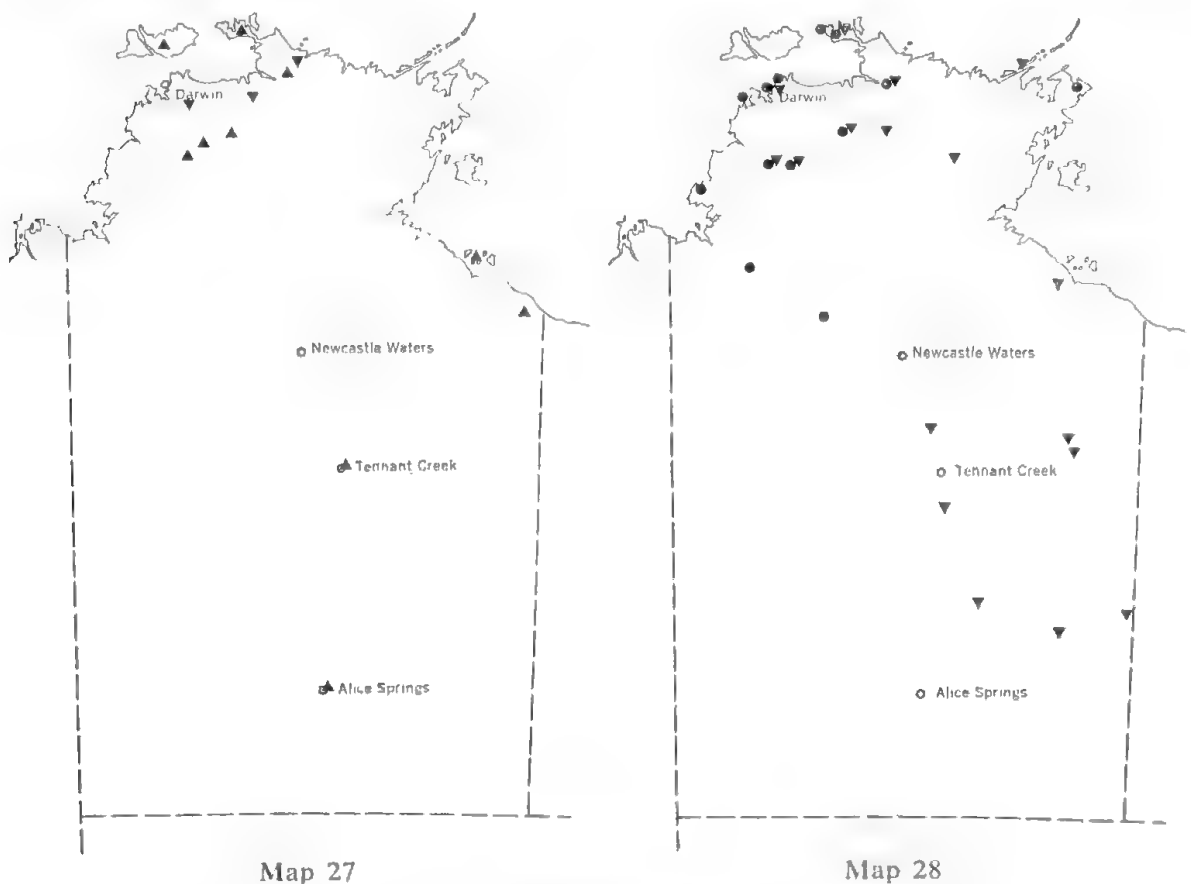 Darwin
Newcastle Waters
Tennant Creek
Alice Springs
Map 27
Darwin
Newcastle Waters
Tennant Creek
Alice Springs
Map 28